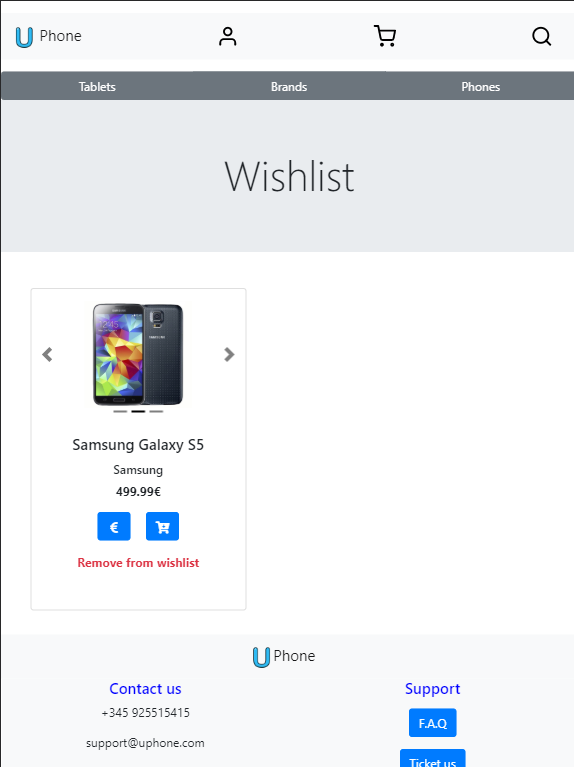 U Phone
Tablets Brands Phones
Wishlist
Samsung Galaxy S5
Samsung
499.99€
€
Remove from wishlist
U Phone
Contact us
+345 925515415
support@uphone.com
Support
F.A.Q
Ticket us